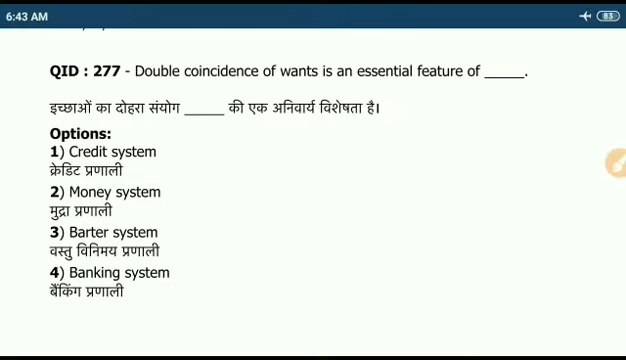 6:43 AM
83
QID : 277 - Double coincidence of wants is an essential feature of ______.
इच्छाओं का दोहरा संयोग ______ की एक अनिवार्य विशेषता है।
Options:
1) Credit system
क्रेडिट प्रणाली
2) Money system
मुद्रा प्रणाली
3) Barter system
वस्तु विनिमय प्रणाली
4) Banking system
बैंकिंग प्रणाली